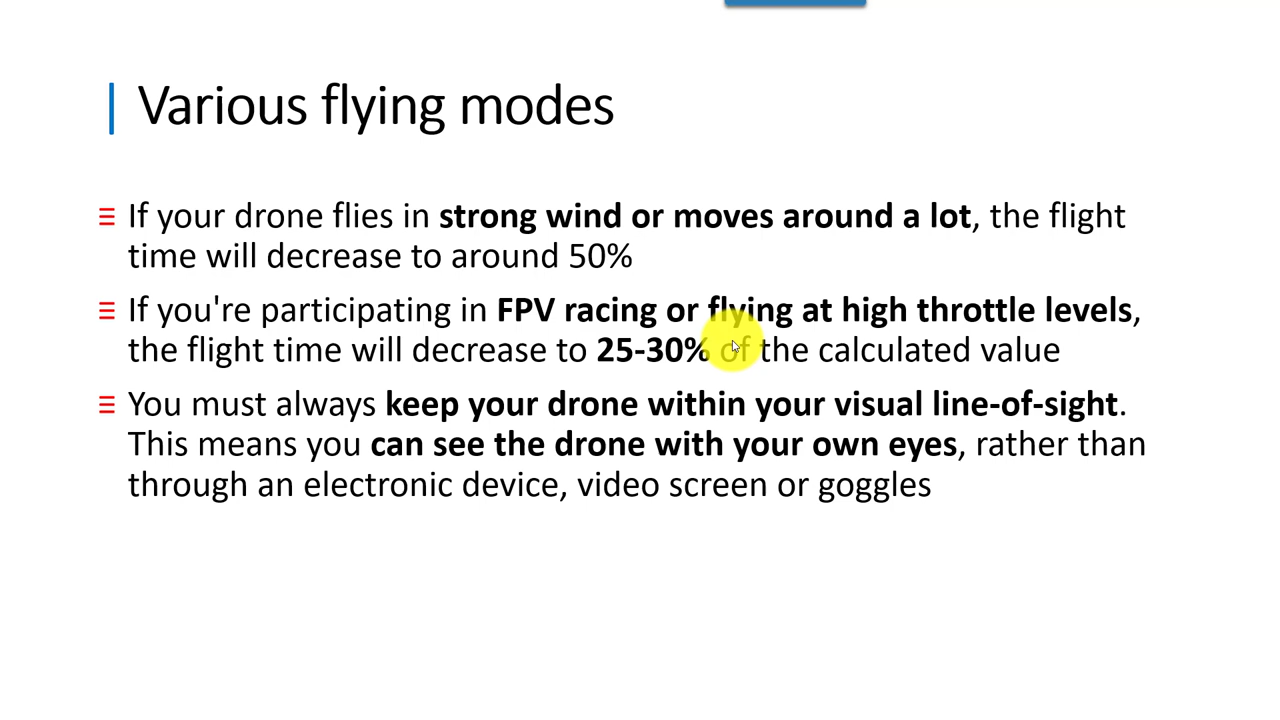 Various flying modes
If your drone flies in strong wind or moves around a lot, the flight
time will decrease to around 50%
If you're participating in FPV racing or flying at high throttle levels,
the flight time will decrease to 25-30% of the calculated value
You must always keep your drone within your visual line-of-sight.
This means you can see the drone with your own eyes, rather than
through an electronic device, video screen or goggles